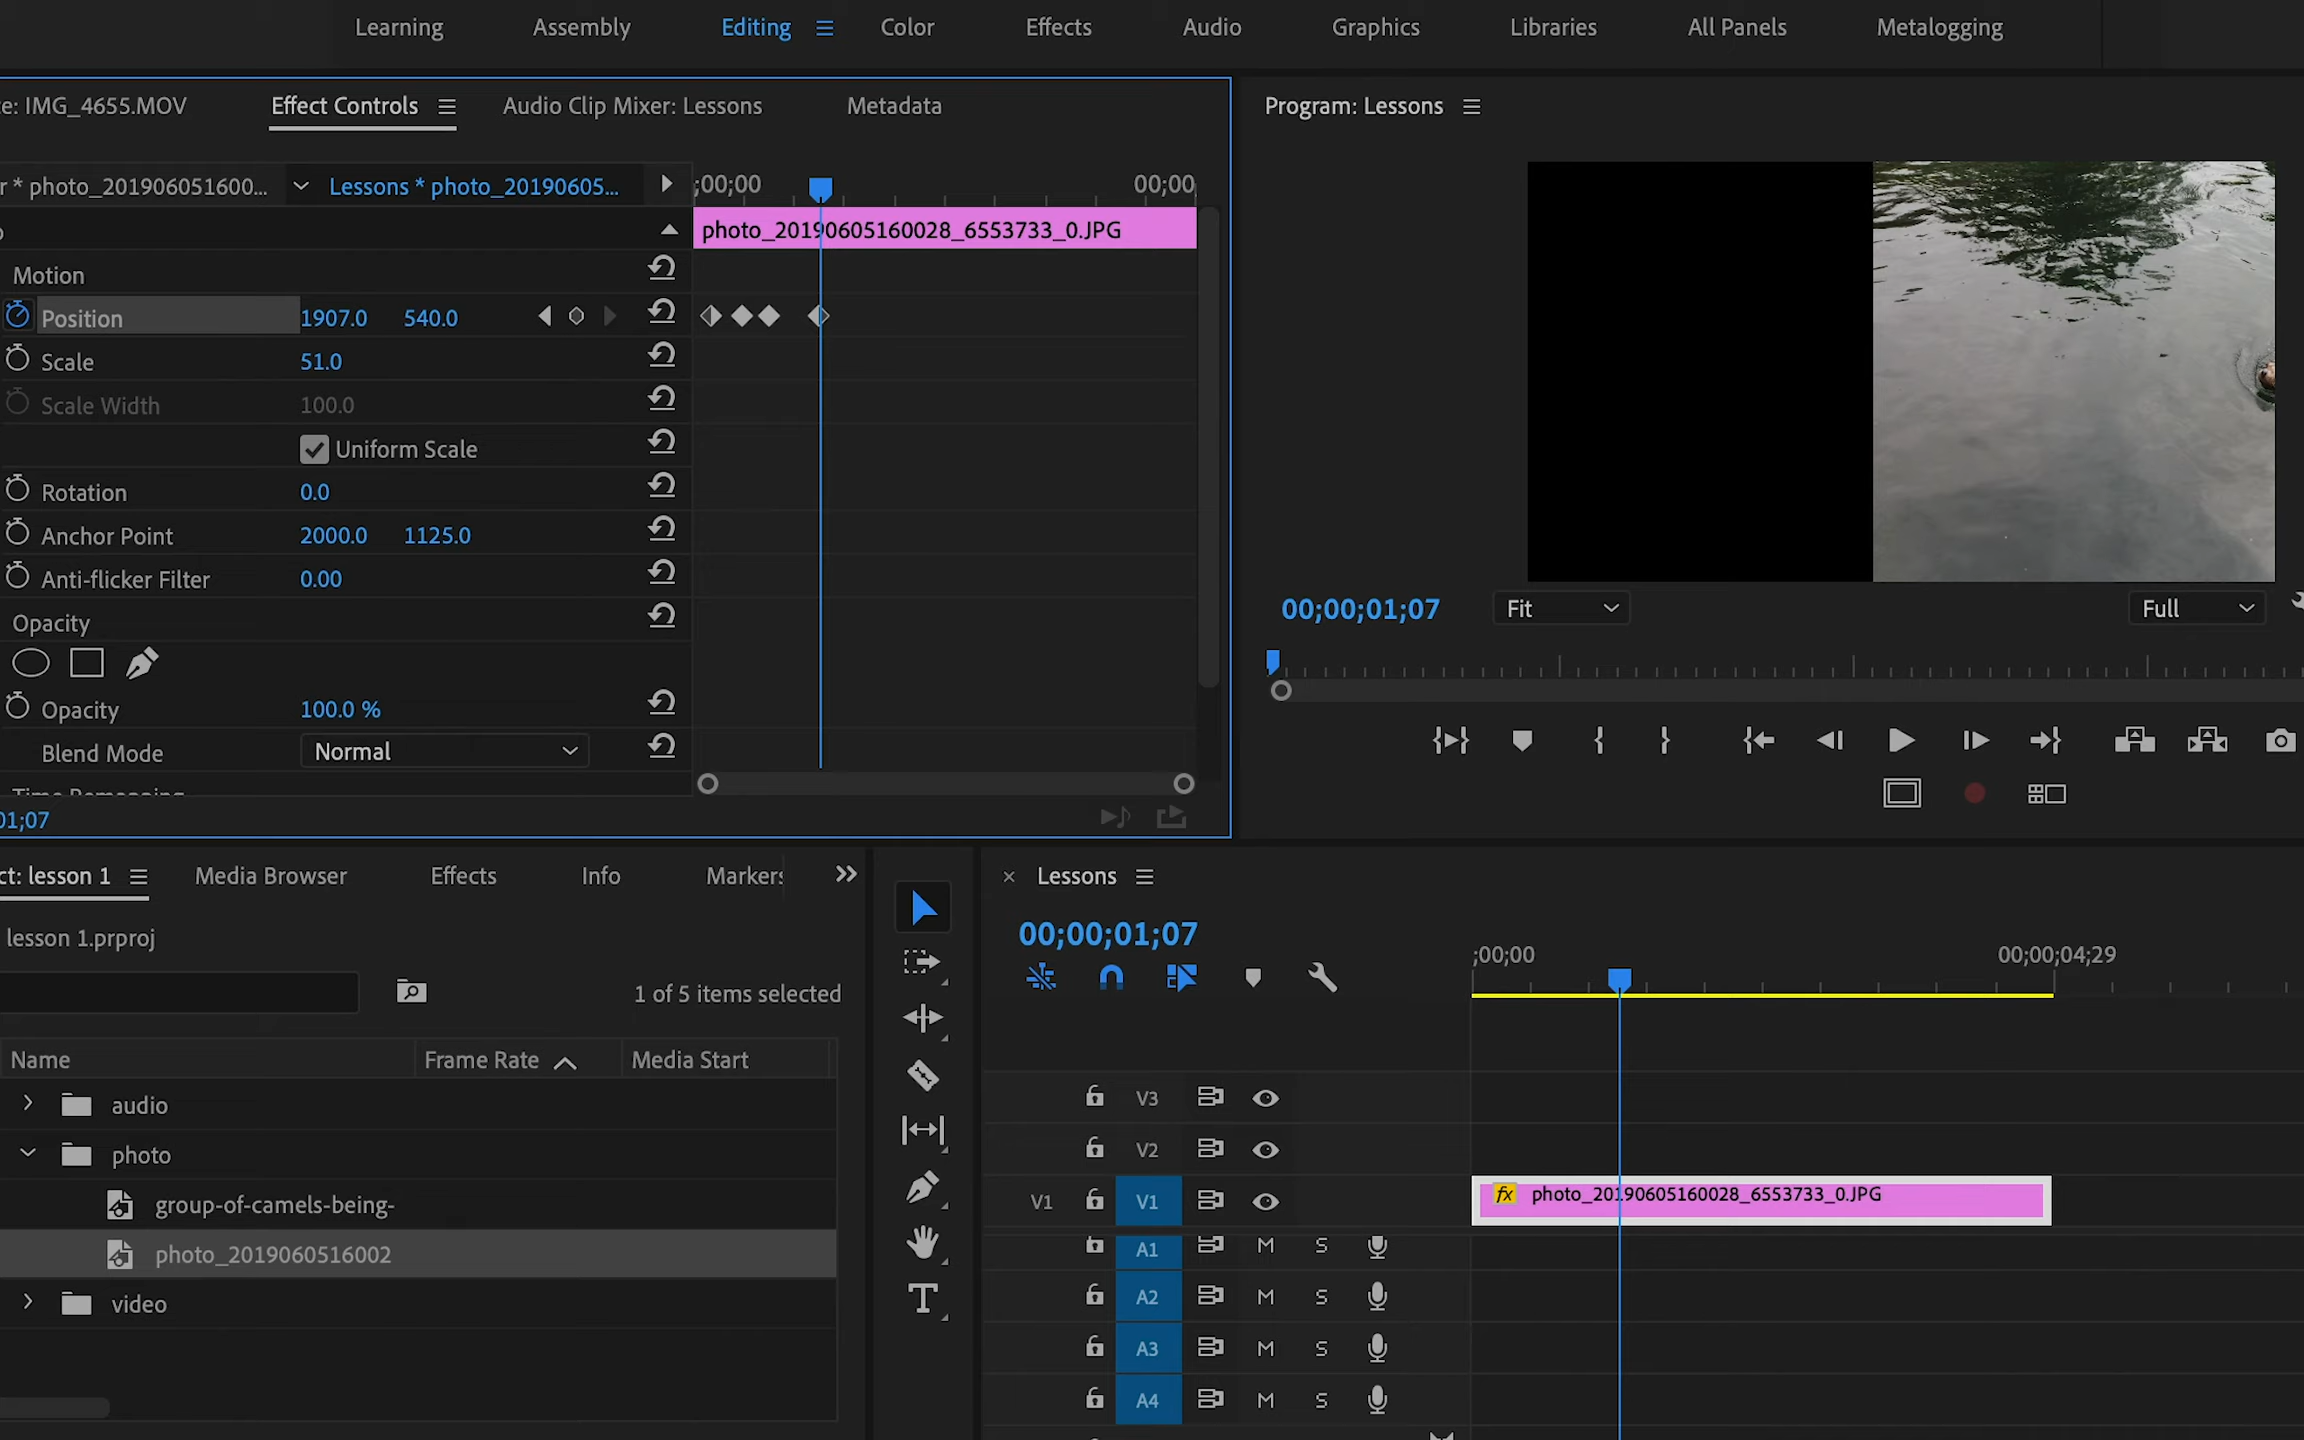 Learning Assembly Editing Color Effects Audio Graphics Libraries All Panels Metalogging
e: IMG_4655.MOV Effect Controls Audio Clip Mixer: Lessons Metadata
r * photo_201906051600... Lessons * photo_20190605... ;00;00 00;00
photo_20190605160028_6553733_0.JPG
Motion
Position 1907.0 540.0
Scale 51.0
Scale Width 100.0
Uniform Scale
Rotation 0.0
Anchor Point 2000.0 1125.0
Anti-flicker Filter 0.00
Opacity
Opacity 100.0 %
Blend Mode Normal
Time Remapping
01;07
Program: Lessons
00;00;01;07 Fit Full
ct: lesson 1 Media Browser Effects Info Markers
lesson 1.prproj
1 of 5 items selected
Name Frame Rate Media Start
audio
photo
group-of-camels-being-
photo_2019060516002
video
T
× Lessons
00;00;01;07
;00;00 00;00;04;29
V3
V2
V1 V1 fx photo_20190605160028_6553733_0.JPG
A1 M S
A2 M S
A3 M S
A4 M S